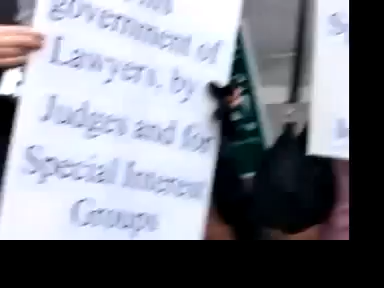 government of
Lawyers, by
Judges and for
Special Interest
Groups